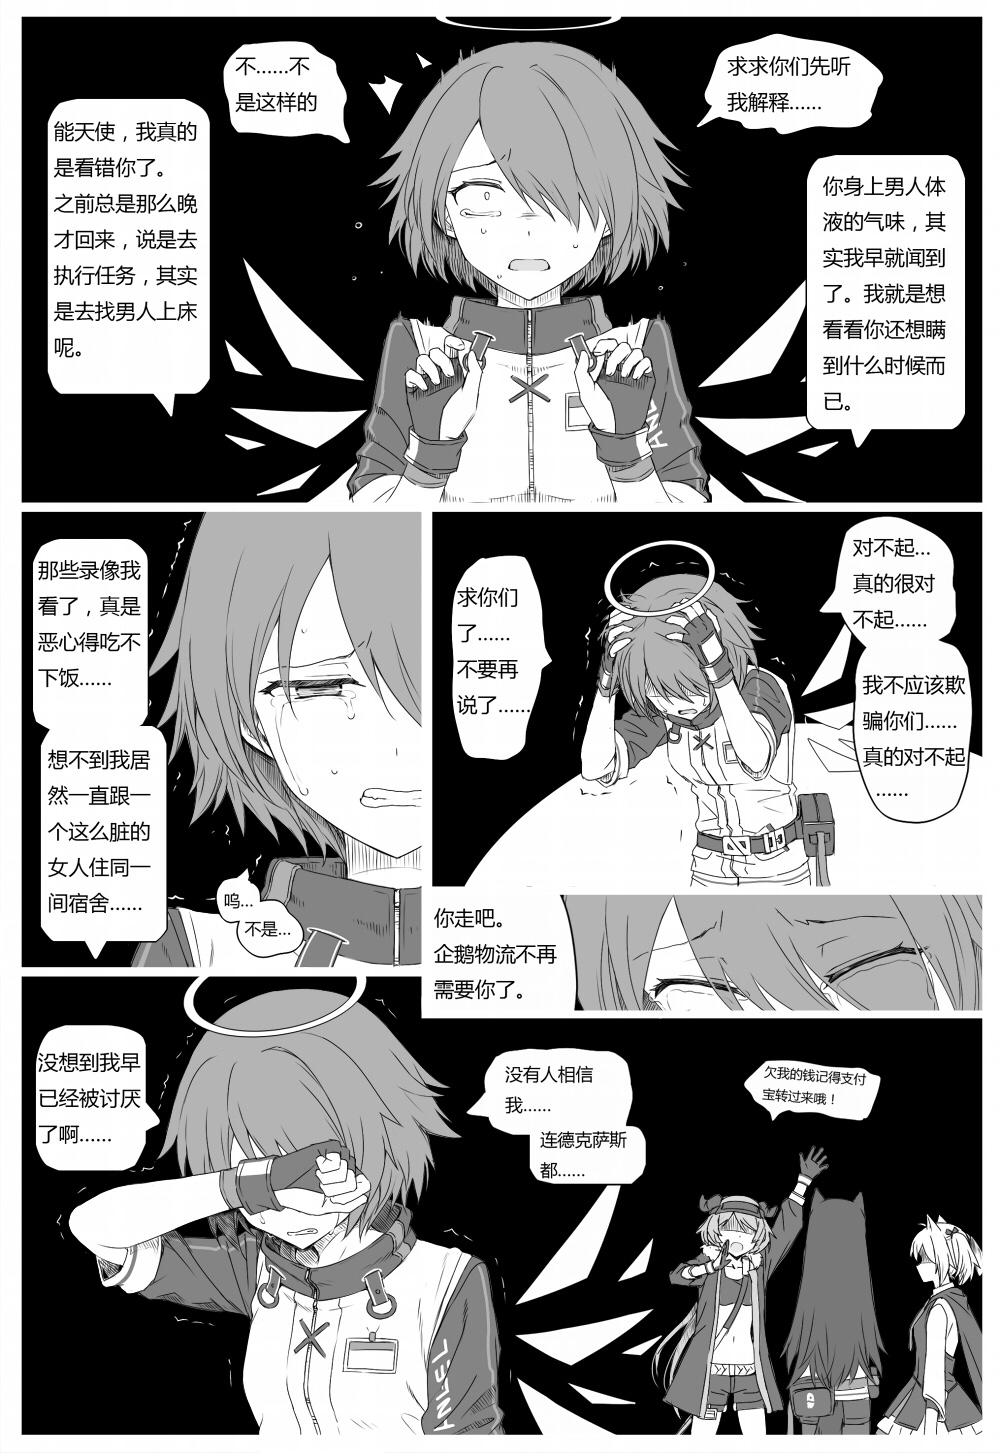 能天使，我真的
是看错你了。
之前总是那么晚
才回来，说是去
执行任务，其实
是去找男人上床
呢。
不……不
是这样的
求求你们先听
我解释……
你身上男人体
液的气味，其
实我早就闻到
了。我就是想
看看你还想瞒
到什么时候而
已。
那些录像我
看了，真是
恶心得吃不
下饭……
想不到我居
然一直跟一
个这么脏的
女人住同一
间宿舍……
呜…
不是…
求你们
了……
不要再
说了……
对不起…
真的很对
不起……
我不应该欺
骗你们……
真的对不起
……
你走吧。
企鹅物流不再
需要你了。
没想到我早
已经被讨厌
了啊……
没有人相信
我……
连德克萨斯
都……
欠我的钱记得支付
宝转过来哦！